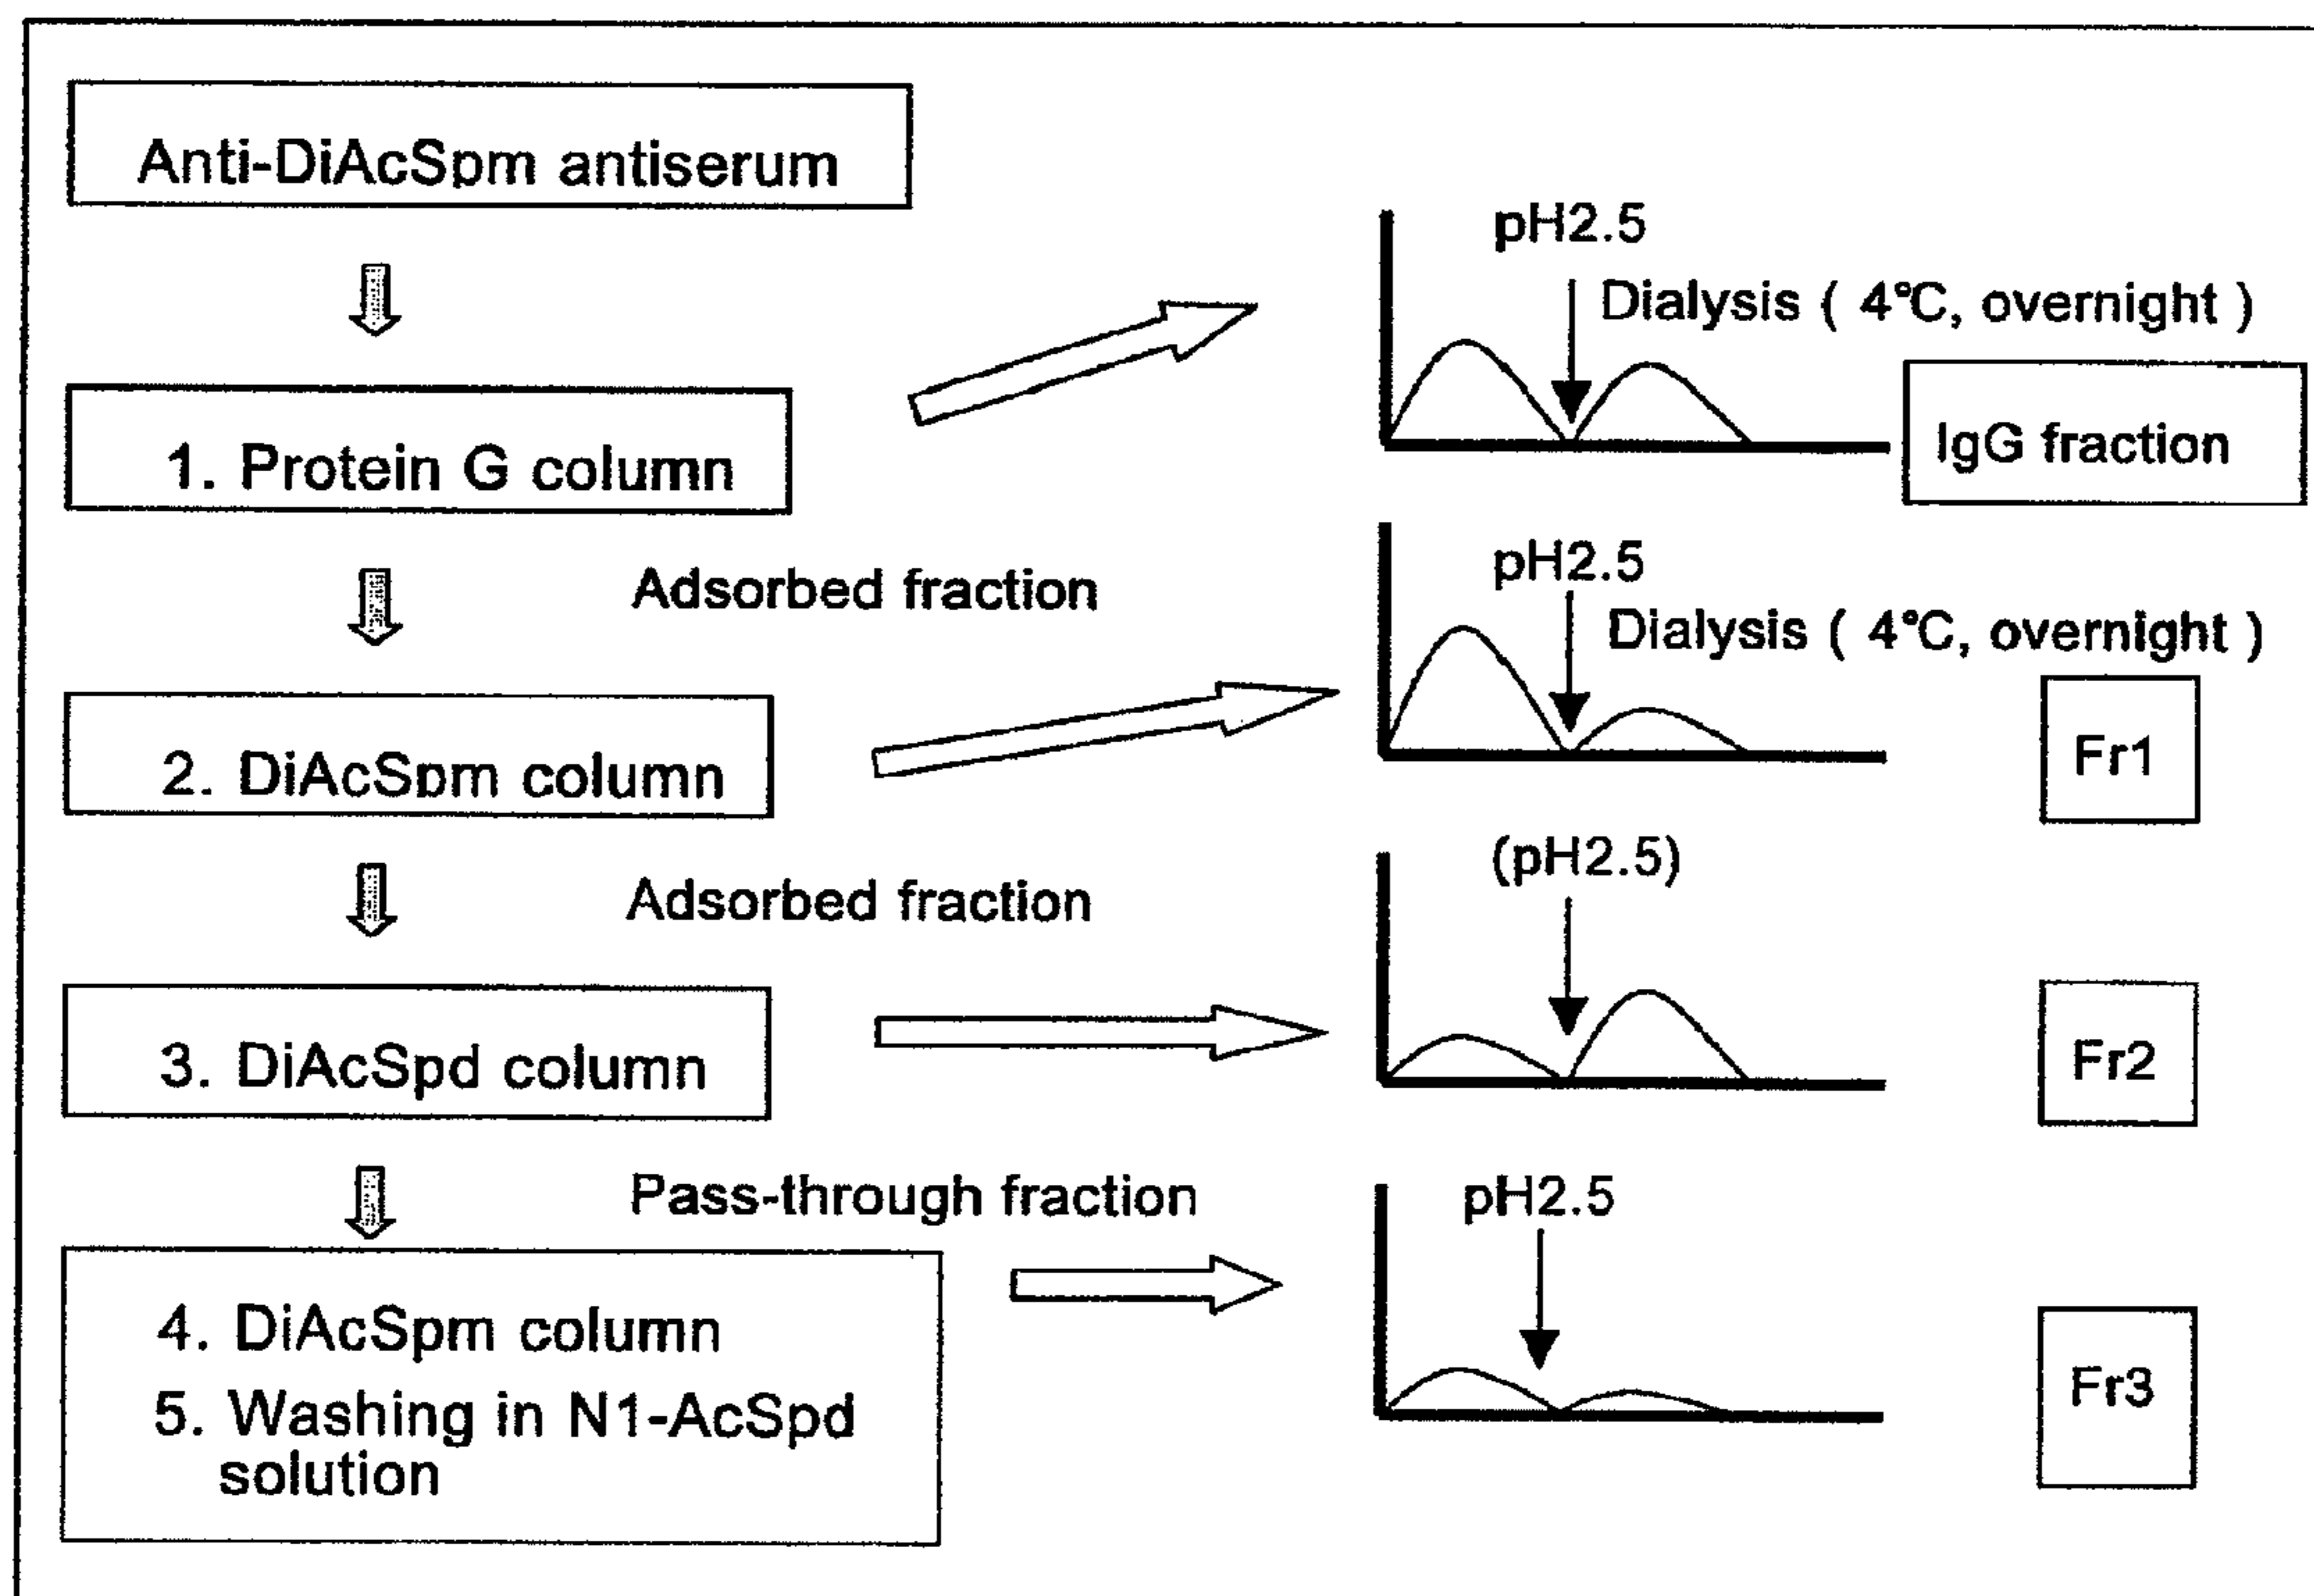 Anti-DiAcSpm antiserum
pH2.5
Dialysis ( 4°C, overnight )
1. Protein G column
IgG fraction
Adsorbed fraction
pH2.5
Dialysis ( 4°C, overnight )
2. DiAcSpm column
Fr1
Adsorbed fraction
(pH2.5)
3. DiAcSpd column
Fr2
Pass-through fraction
pH2.5
4. DiAcSpm column
5. Washing in N1-AcSpd
solution
Fr3